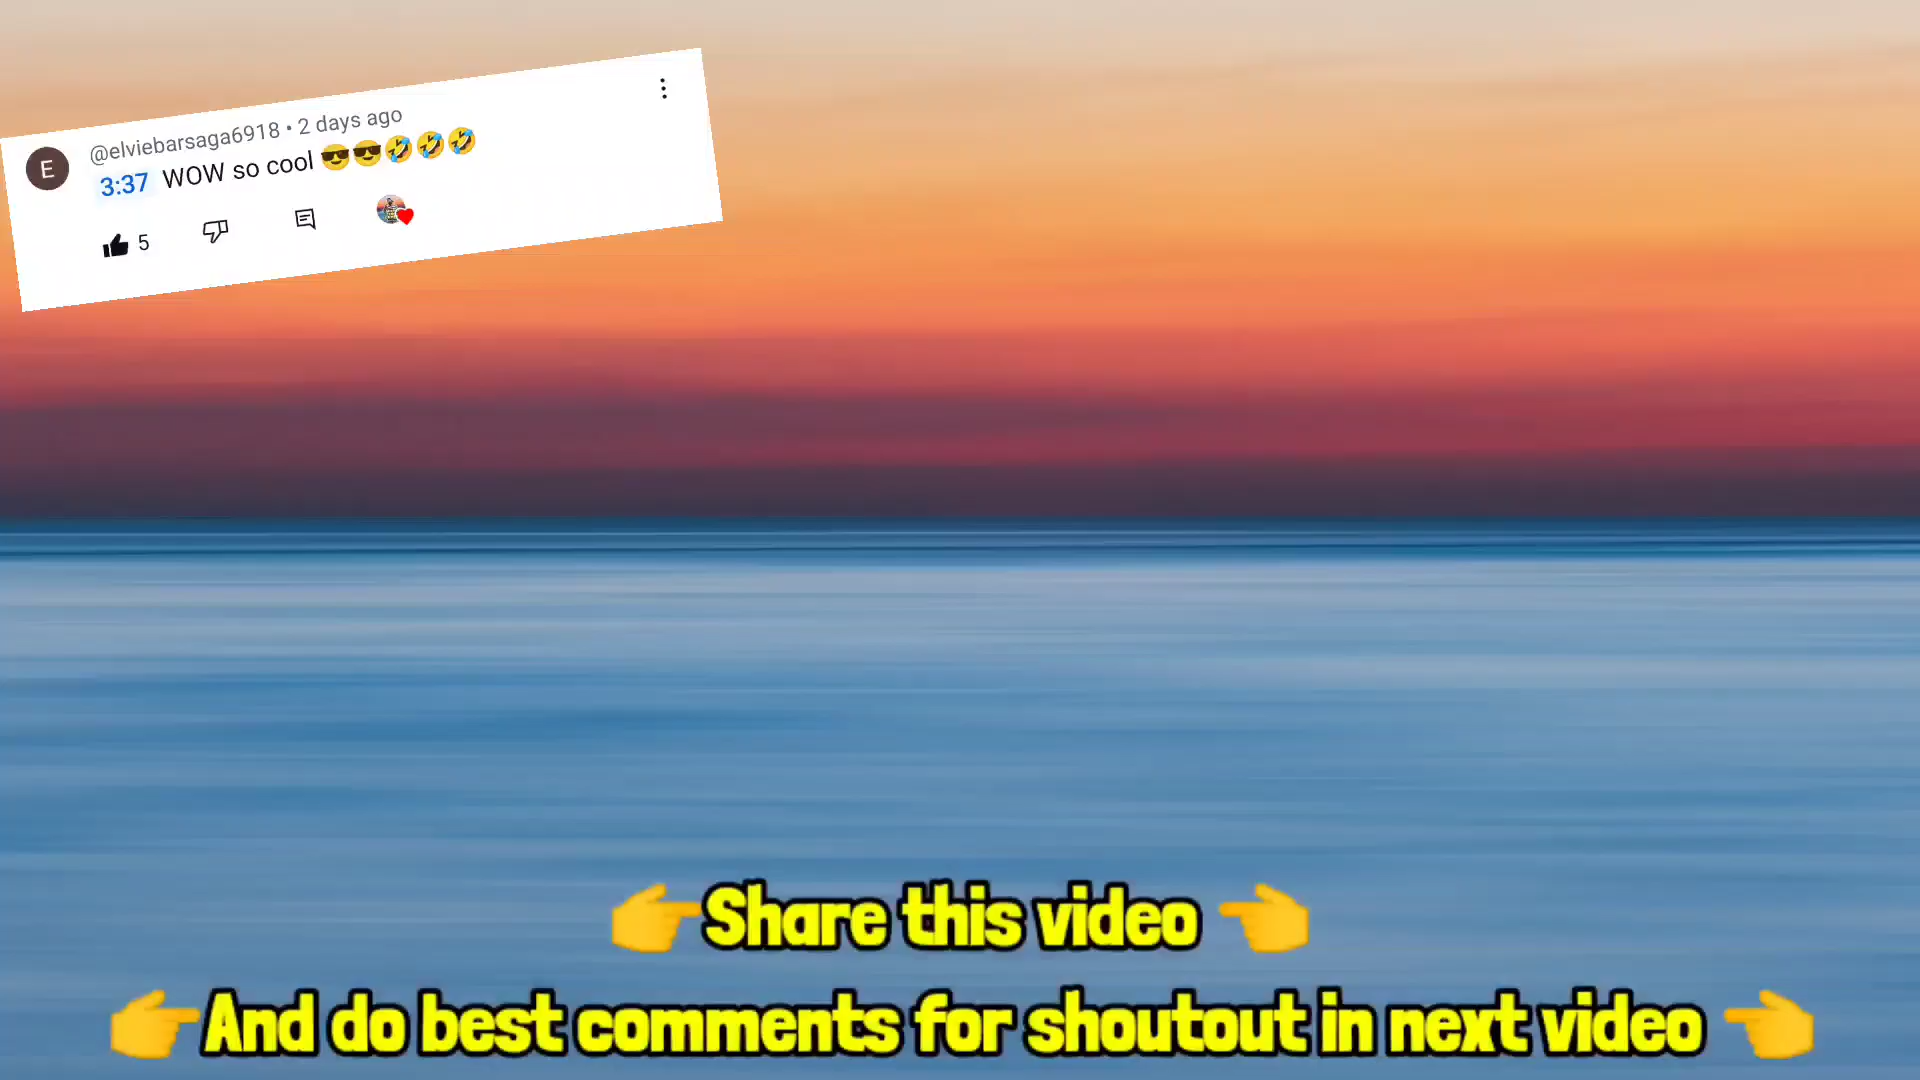 @elviebarsaga6918 • 2 days ago
3:37 WOW so cool 😎😎🤣🤣🤣
5
E
👉Share this video 👈
👉And do best comments for shoutout in next video 👈